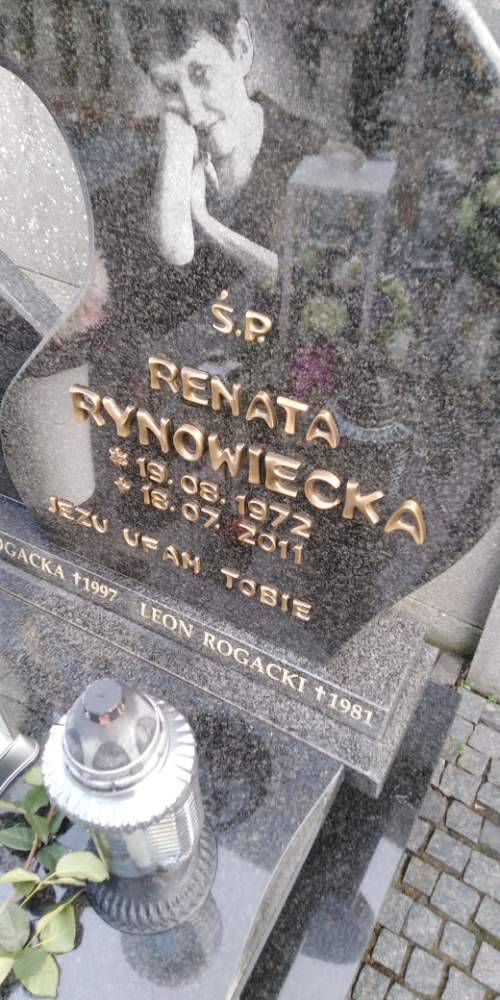 Ś.P.
RENATA
RYNOWIECKA
* 19.08.1972
+ 18.07.2011
JEZU UFAM TOBIE
OGACKA †1997 LEON ROGACKI †1981